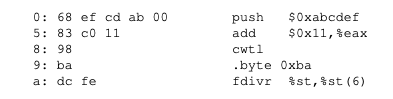 0: 68 ef cd ab 00 push $0xabcdef
5: 83 c0 11 add $0x11,%eax
8: 98 cwtl
9: ba .byte 0xba
a: dc fe fdivr %st,%st(6)